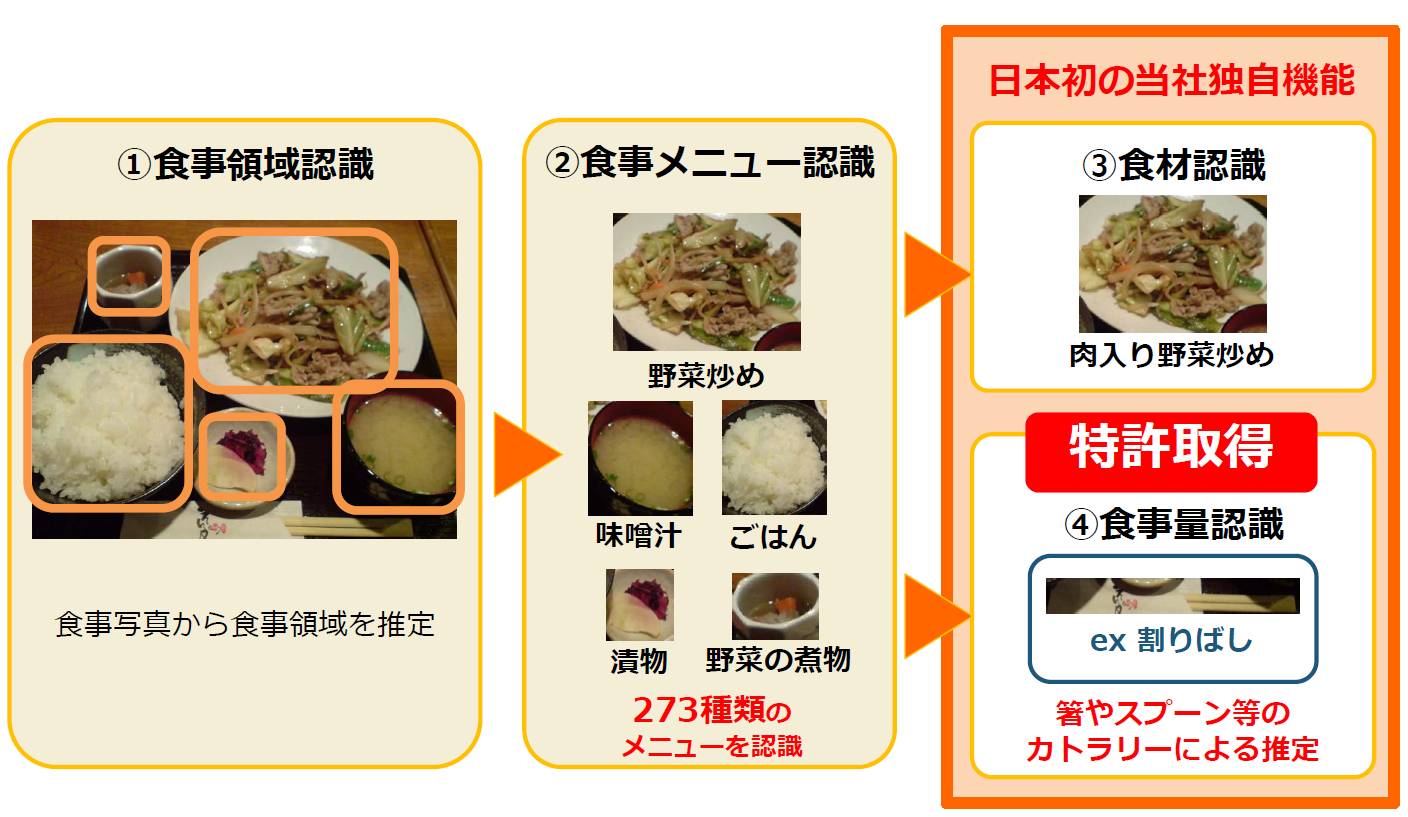 ①食事領域認識
食事写真から食事領域を推定
②食事メニュー認識
野菜炒め
味噌汁
ごはん
漬物
野菜の煮物
273種類の
メニューを認識
日本初の当社独自機能
③食材認識
肉入り野菜炒め
特許取得
④食事量認識
ex 割りばし
箸やスプーン等の
カトラリーによる推定